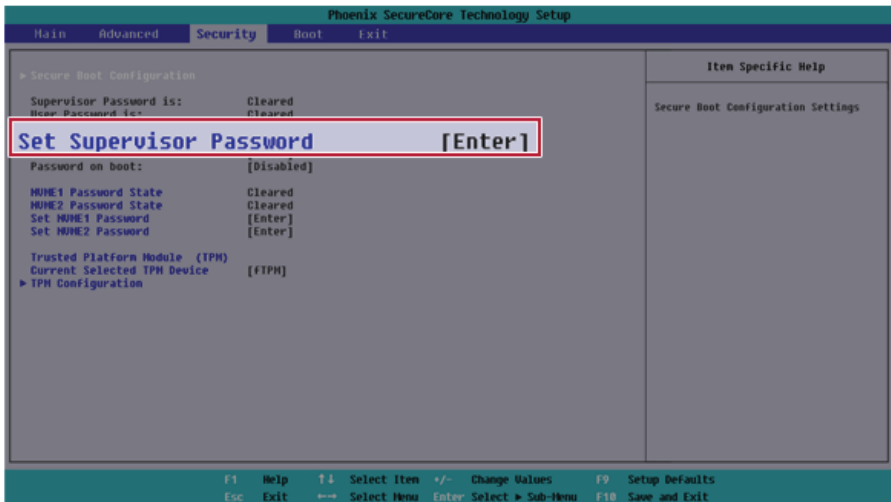 Phoenix SecureCore Technology Setup
Main Advanced Security Boot Exit
▶ Secure Boot Configuration
Item Specific Help
Supervisor Password is: Cleared
Secure Boot Configuration Settings
User Password is: Cleared
Set Supervisor Password [Enter]
Password on boot: [Disabled]
NVME1 Password State Cleared
NVME2 Password State Cleared
Set NVME1 Password [Enter]
Set NVME2 Password [Enter]
Trusted Platform Module (TPM)
Current Selected TPM Device [fTPM]
▶ TPM Configuration
F1 Help ↑↓ Select Item +/- Change Values F9 Setup Defaults
Esc Exit ←→ Select Menu Enter Select ▶ Sub-Menu F10 Save and Exit